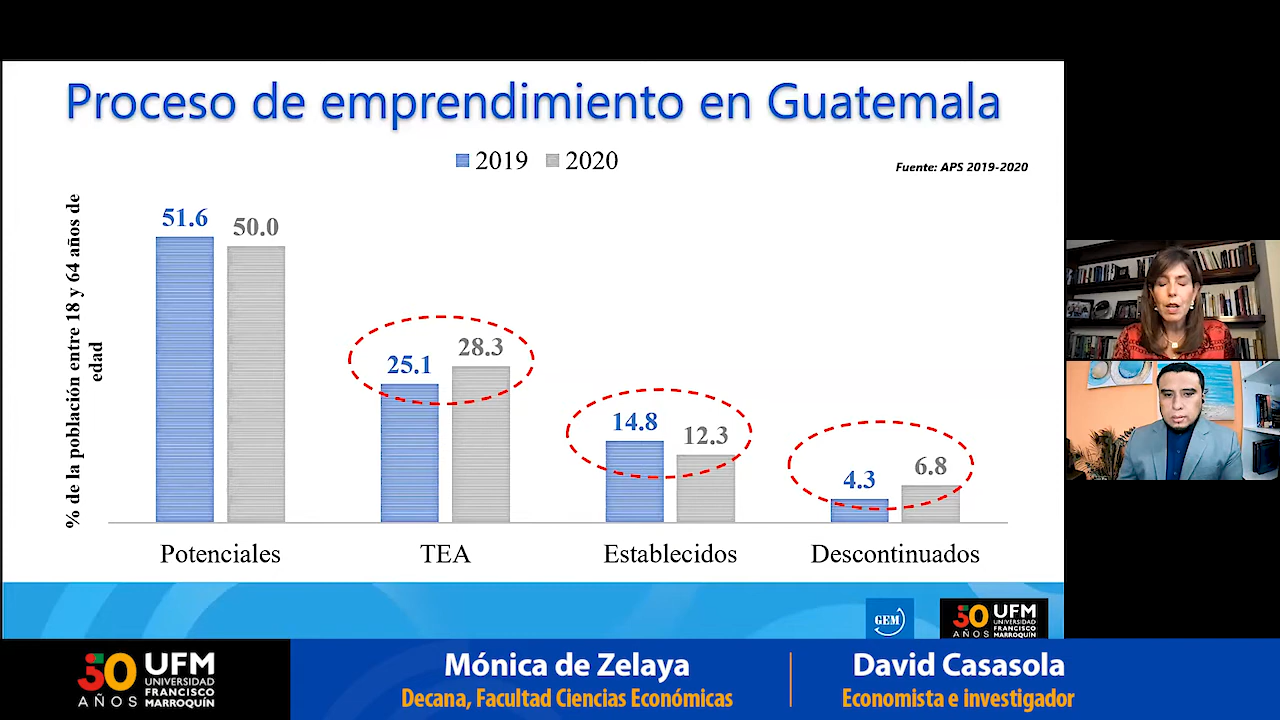 Proceso de emprendimiento en Guatemala
2019 2020
Fuente: APS 2019-2020
% de la población entre 18 y 64 años de
edad
51.6
50.0
25.1
28.3
14.8
12.3
4.3
6.8
Potenciales
TEA
Establecidos
Descontinuados
GEM
50
AÑOS
UFM
UNIVERSIDAD
FRANCISCO
MARROQUÍN
50
AÑOS
UFM
UNIVERSIDAD
FRANCISCO
MARROQUÍN
Mónica de Zelaya
Decana, Facultad Ciencias Económicas
David Casasola
Economista e investigador